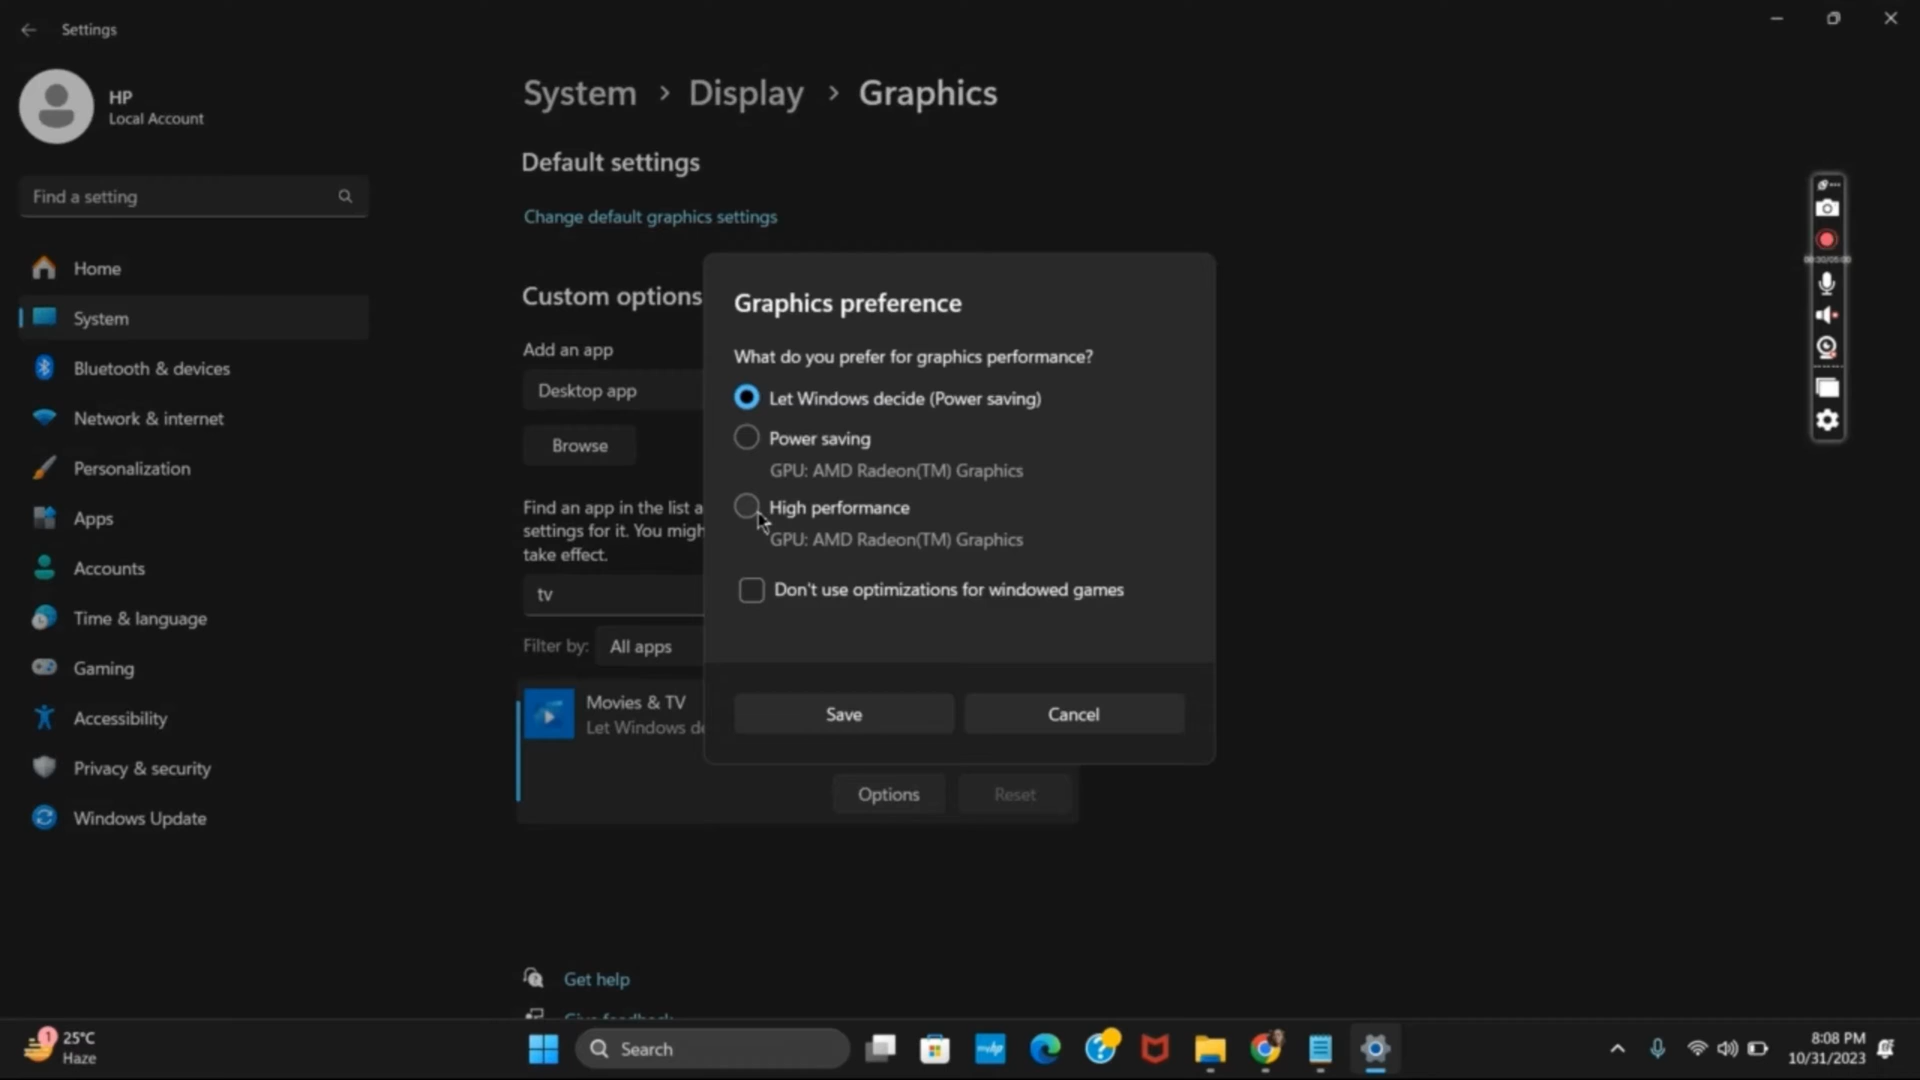 Settings
HP
Local Account
Find a setting
Home
System
Bluetooth & devices
Network & internet
Personalization
Apps
Accounts
Time & language
Gaming
Accessibility
Privacy & security
Windows Update
System > Display > Graphics
Default settings
Change default graphics settings
Custom options
Add an app
Desktop app
Browse
Find an app in the list a
settings for it. You migh
take effect.
tv
Filter by: All apps
Movies & TV
Let Windows de
Options
Reset
Graphics preference
What do you prefer for graphics performance?
Let Windows decide (Power saving)
Power saving
GPU: AMD Radeon(TM) Graphics
High performance
GPU: AMD Radeon(TM) Graphics
Don't use optimizations for windowed games
Save
Cancel
Get help
Give feedback
1
25°C
Haze
Search
8:08 PM
10/31/2023